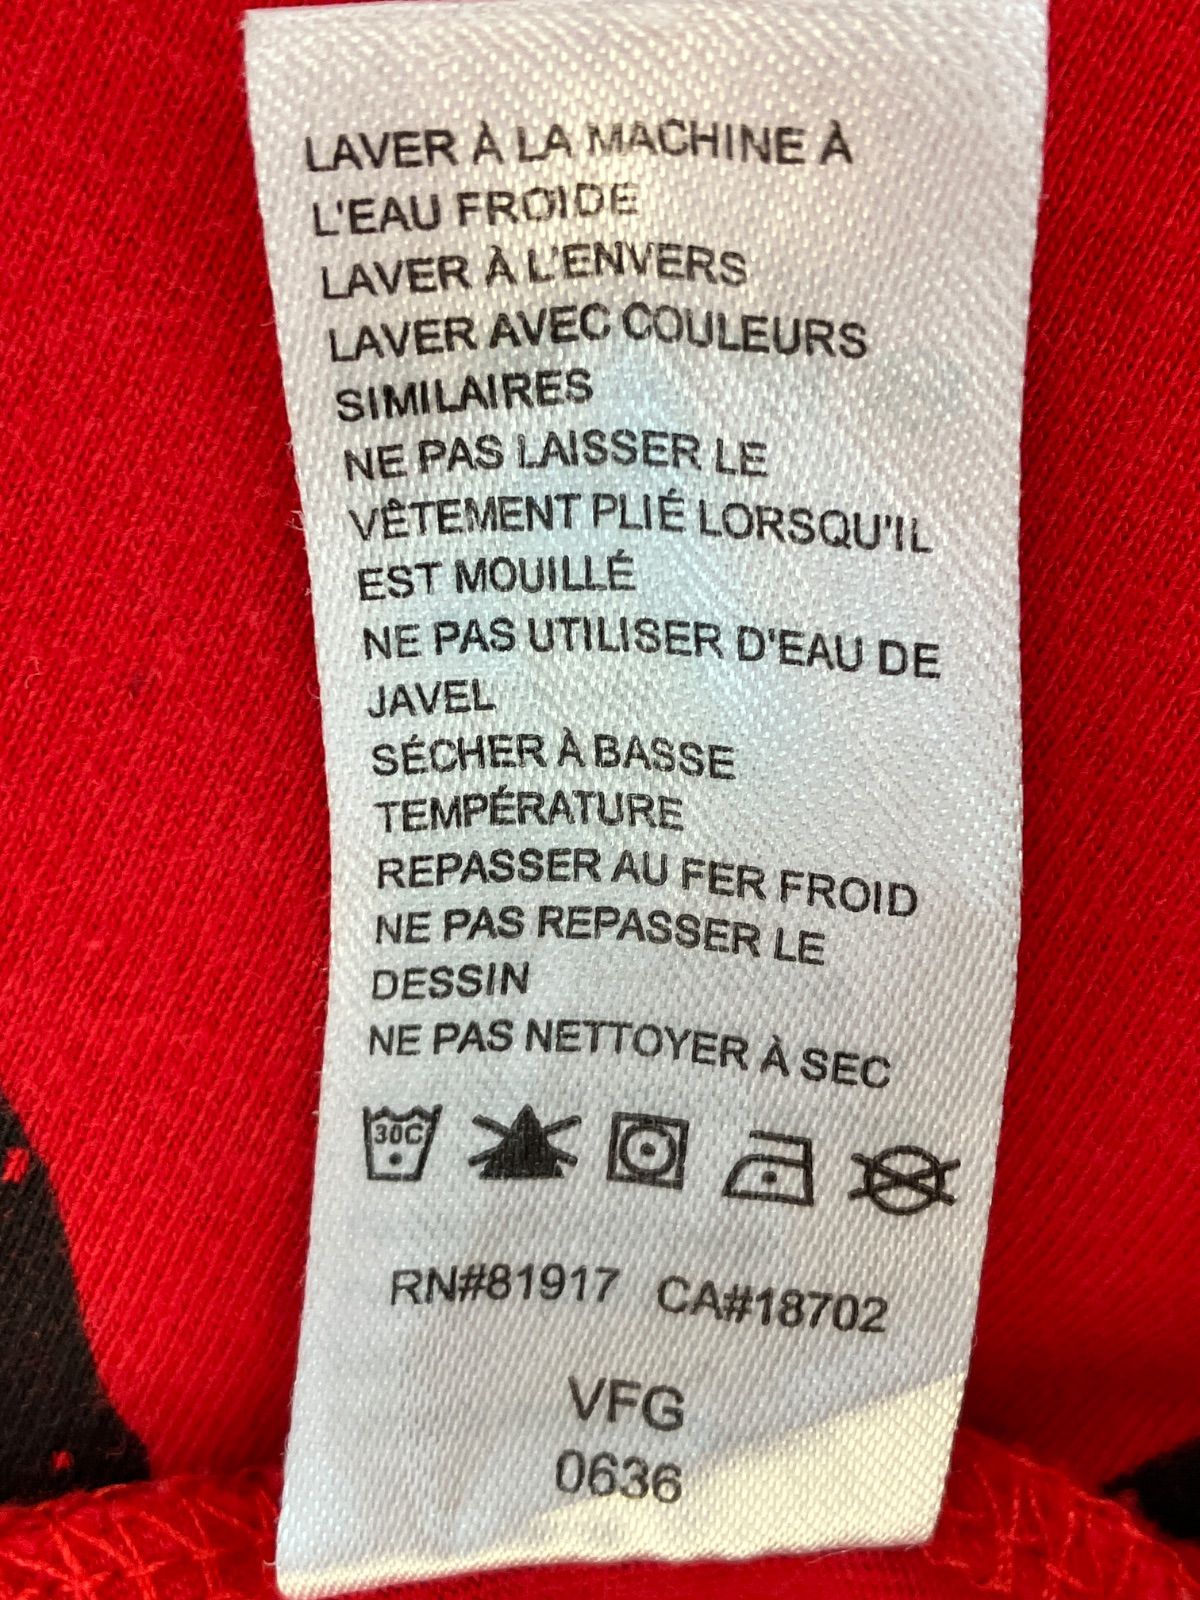 LAVER À LA MACHINE À
L'EAU FROIDE
LAVER À L'ENVERS
LAVER AVEC COULEURS
SIMILAIRES
NE PAS LAISSER LE
VÊTEMENT PLIÉ LORSQU'IL
EST MOUILLÉ
NE PAS UTILISER D'EAU DE
JAVEL
SÉCHER À BASSE
TEMPÉRATURE
REPASSER AU FER FROID
NE PAS REPASSER LE
DESSIN
NE PAS NETTOYER À SEC
30C
RN#81917 CA#18702
VFG
0636